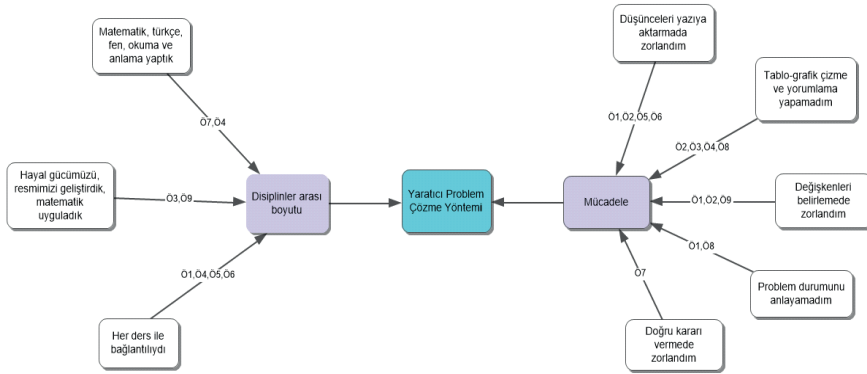 Matematik, türkçe,
fen, okuma ve
anlama yaptık
Ö7,Ö4
Hayal gücümüzü,
resmimizi geliştirdik,
matematik
uyguladık
Ö3,Ö9
Her ders ile
bağlantılıydı
Ö1,Ö4,Ö5,Ö6
Disiplinler arası
boyutu
Yaratıcı Problem
Çözme Yöntemi
Mücadele
Düşünceleri yazıya
aktarmada
zorlandım
Ö1,Ö2,Ö5,Ö6
Tablo-grafik çizme
ve yorumlama
yapamadım
Ö2,Ö3,Ö4,Ö8
Değişkenleri
belirlemede
zorlandım
Ö1,Ö2,Ö9
Problem durumunu
anlayamadım
Ö1,Ö8
Doğru kararı
vermede
zorlandım
Ö7